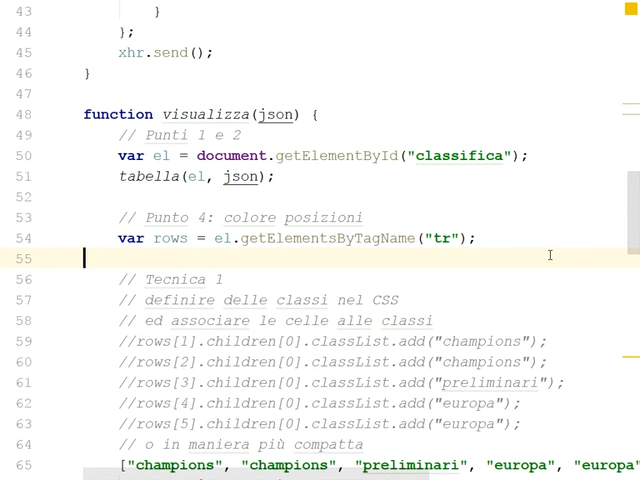 43 }
44 };
45 xhr.send();
46 }
47
48 function visualizza(json) {
49 // Punti 1 e 2
50 var el = document.getElementById("classifica");
51 tabella(el, json);
52
53 // Punto 4: colore posizioni
54 var rows = el.getElementsByTagName("tr");
55
56 // Tecnica 1
57 // definire delle classi nel CSS
58 // ed associare le celle alle classi
59 //rows[1].children[0].classList.add("champions");
60 //rows[2].children[0].classList.add("champions");
61 //rows[3].children[0].classList.add("preliminari");
62 //rows[4].children[0].classList.add("europa");
63 //rows[5].children[0].classList.add("europa");
64 // o in maniera più compatta
65 ["champions", "champions", "preliminari", "europa", "europa"